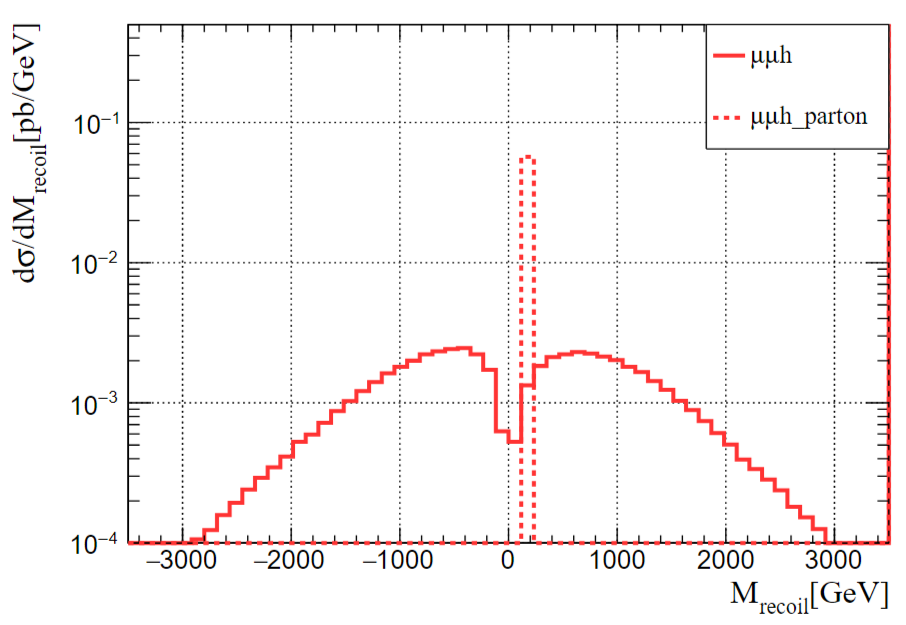 dσ/dM_recoil[pb/GeV]
μμh
μμh_parton
10⁻¹
10⁻²
10⁻³
10⁻⁴
−3000 −2000 −1000 0 1000 2000 3000
M_recoil[GeV]